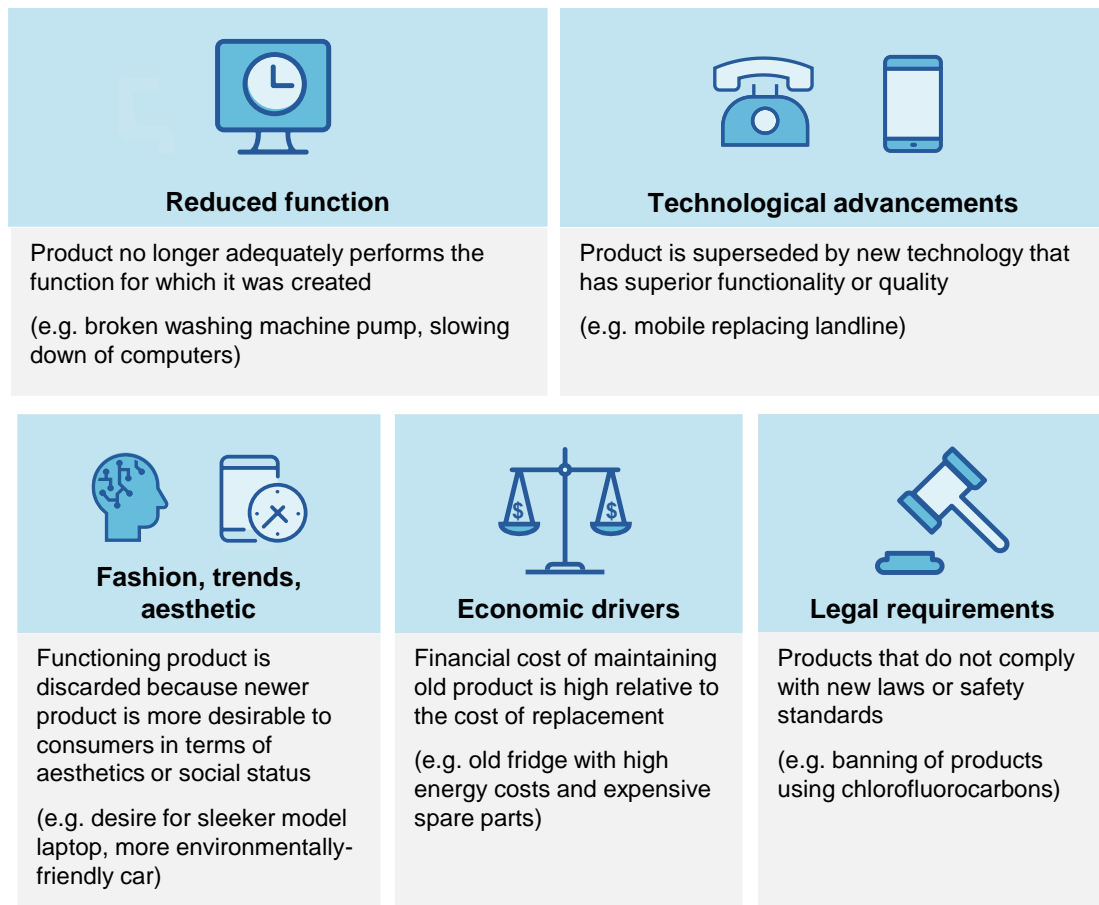 Reduced function
Product no longer adequately performs the
function for which it was created
(e.g. broken washing machine pump, slowing
down of computers)
Technological advancements
Product is superseded by new technology that
has superior functionality or quality
(e.g. mobile replacing landline)
Fashion, trends,
aesthetic
Functioning product is
discarded because newer
product is more desirable to
consumers in terms of
aesthetics or social status
(e.g. desire for sleeker model
laptop, more environmentally-
friendly car)
$ $
Economic drivers
Financial cost of maintaining
old product is high relative to
the cost of replacement
(e.g. old fridge with high
energy costs and expensive
spare parts)
Legal requirements
Products that do not comply
with new laws or safety
standards
(e.g. banning of products
using chlorofluorocarbons)